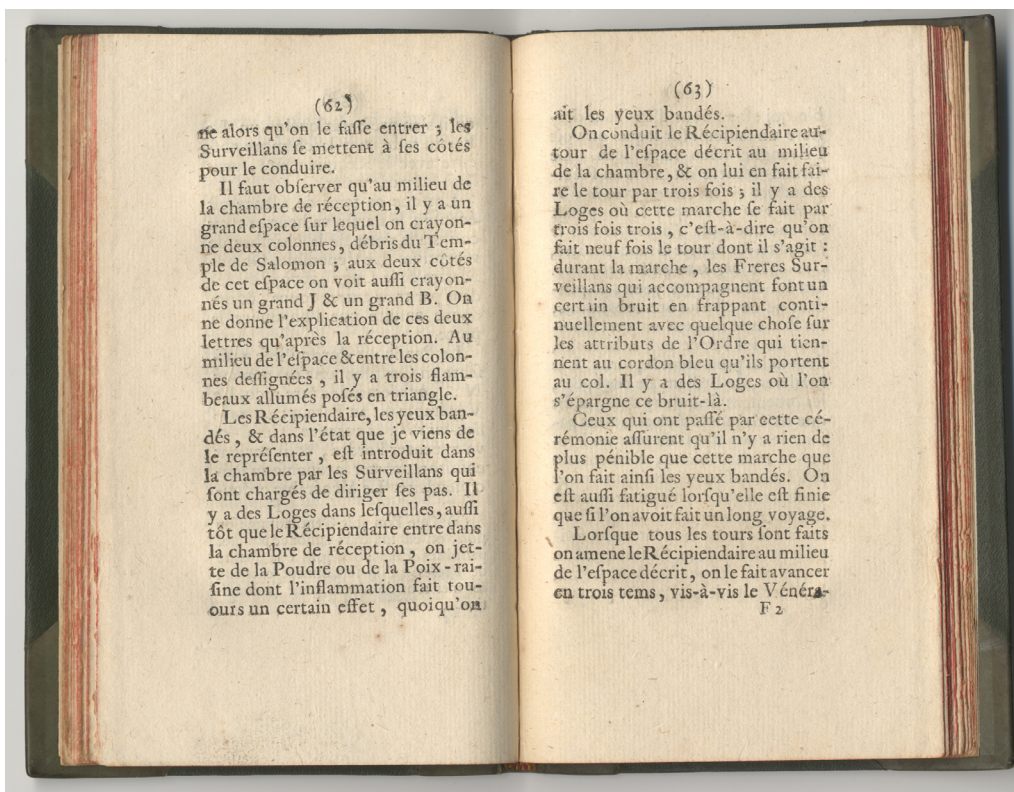 (62)
ne alors qu'on le faſſe entrer ; les
Surveillans ſe mettent à ſes côtés
pour le conduire.
Il faut obſerver qu'au milieu de
la chambre de réception, il y a un
grand eſpace ſur lequel on crayon-
ne deux colonnes, débris du Tem-
ple de Salomon ; aux deux côtés
de cet eſpace on voit auſſi crayon-
nés un grand J & un grand B. On
ne donne l'explication de ces deux
lettres qu'après la réception. Au
milieu de l'eſpace & entre les colon-
nes deſſignées, il y a trois flam-
beaux allumés poſés en triangle.
Les Récipiendaire, les yeux ban-
dés, & dans l'état que je viens de
le repréſenter, eſt introduit dans
la chambre par les Surveillans qui
ſont chargés de diriger ſes pas. Il
y a des Loges dans leſquelles, auſſi
tôt que le Récipiendaire entre dans
la chambre de réception, on jet-
te de la Poudre ou de la Poix-rai-
ſine dont l'inflammation fait tou-
ours un certain effet, quoiqu'on
(63)
ait les yeux bandés.
On conduit le Récipiendaire au-
tour de l'eſpace décrit au milieu
de la chambre, & on lui en fait fai-
re le tour par trois fois ; il y a des
Loges où cette marche ſe fait par
trois fois trois, c'eſt-à-dire qu'on
fait neuf fois le tour dont il s'agit :
durant la marche, les Freres Sur-
veillans qui accompagnent font un
certain bruit en frappant conti-
nuellement avec quelque choſe ſur
les attributs de l'Ordre qui tien-
nent au cordon bleu qu'ils portent
au col. Il y a des Loges où l'on
s'épargne ce bruit-là.
Ceux qui ont paſſé par cette cé-
rémonie aſſurent qu'il n'y a rien de
plus pénible que cette marche que
l'on fait ainſi les yeux bandés. On
eſt auſſi fatigué lorſqu'elle eſt finie
que ſi l'on avoit fait un long voyage.
Lorſque tous les tours ſont faits
on amene le Récipiendaire au milieu
de l'eſpace décrit, on le fait avancer
en trois tems, vis-à-vis le Vénéra-
F 2